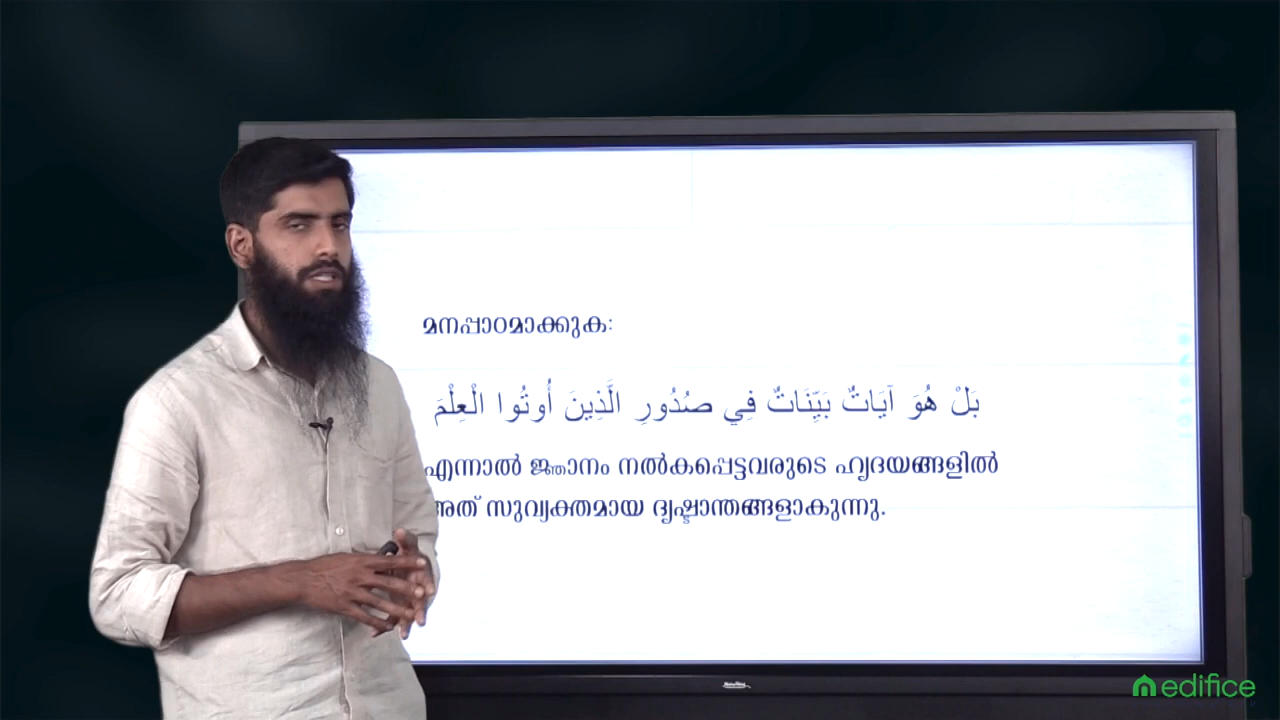 മനപ്പാഠമാക്കുക:
بَلْ هُوَ آيَاتٌ بَيِّنَاتٌ فِي صُدُورِ الَّذِينَ أُوتُوا الْعِلْمَ
എന്നാൽ ജ്ഞാനം നൽകപ്പെട്ടവരുടെ ഹൃദയങ്ങളിൽ
അത് സുവ്യക്തമായ ദൃഷ്ടാന്തങ്ങളാകുന്നു.
edifice